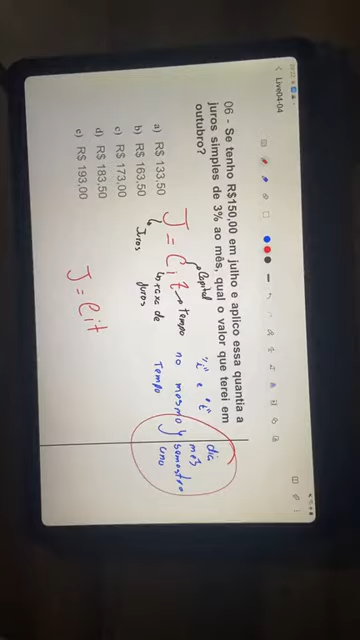 Live04-04
06 - Se tenho R$150,00 em julho e aplico essa quantia a
juros simples de 3% ao mês, qual o valor que terei em
outubro?
a) R$ 133,50
b) R$ 163,50
c) R$ 173,00
d) R$ 183,50
e) R$ 193,00
J = Cit
Capital
Tempo
taxa de
juros
Juros
"i" e "t"
no mesmo
Tempo
dia
mês
semestre
ano
J = Cit